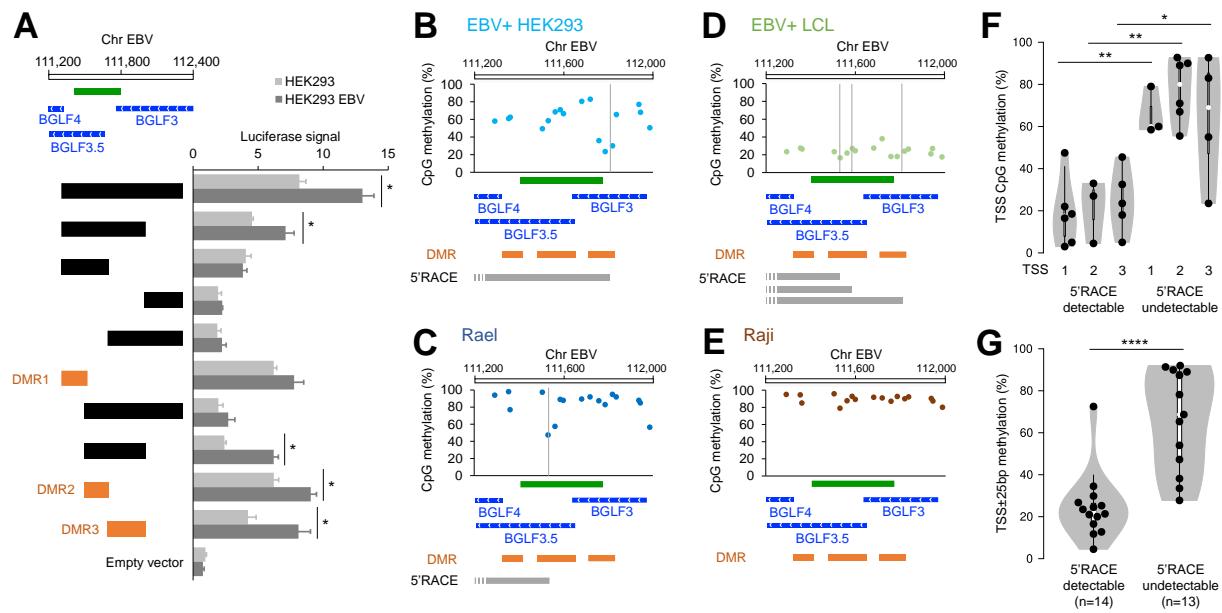 A
Chr EBV
111,200 111,800 112,400
BGLF4 BGLF3
BGLF3.5
HEK293
HEK293 EBV
Luciferase signal
0 5 10 15
*
*
DMR1
*
DMR2
*
DMR3
*
Empty vector
B
EBV+ HEK293
Chr EBV
111,200 111,600 112,000
CpG methylation (%)
100
80
60
40
20
0
BGLF4 BGLF3
BGLF3.5
DMR
5’RACE
C
Rael
Chr EBV
111,200 111,600 112,000
CpG methylation (%)
100
80
60
40
20
0
BGLF4 BGLF3
BGLF3.5
DMR
5’RACE
D
EBV+ LCL
Chr EBV
111,200 111,600 112,000
CpG methylation (%)
100
80
60
40
20
0
BGLF4 BGLF3
BGLF3.5
DMR
5’RACE
E
Raji
Chr EBV
111,200 111,600 112,000
CpG methylation (%)
100
80
60
40
20
0
BGLF4 BGLF3
BGLF3.5
DMR
F
*
**
**
TSS CpG methylation (%)
100
80
60
40
20
0
TSS 1 2 3 1 2 3
5’RACE detectable
5’RACE undetectable
G
****
TSS±25bp methylation (%)
100
80
60
40
20
0
5’RACE
detectable
(n=14)
5’RACE
undetectable
(n=13)